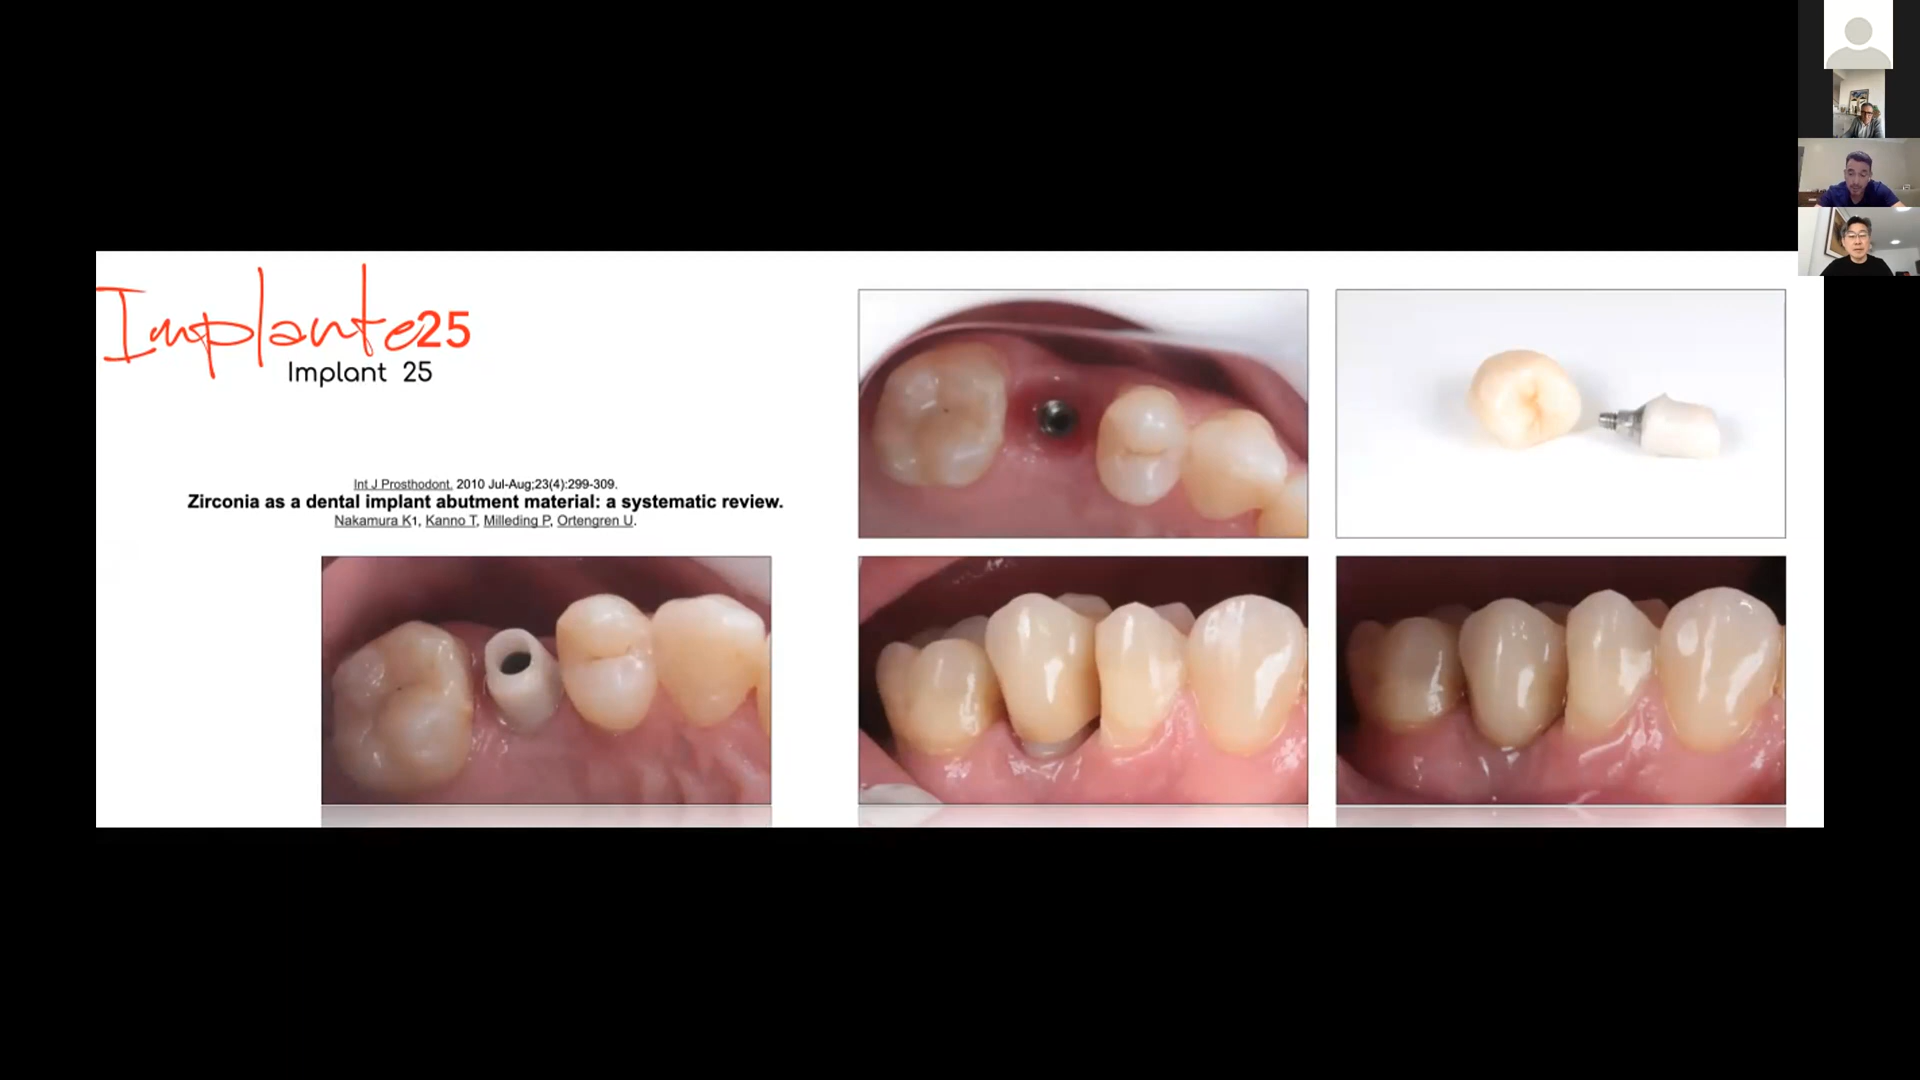 Implante25
Implant 25
Int J Prosthodont. 2010 Jul-Aug;23(4):299-309.
Zirconia as a dental implant abutment material: a systematic review.
Nakamura K1, Kanno T, Milleding P, Ortengren U.